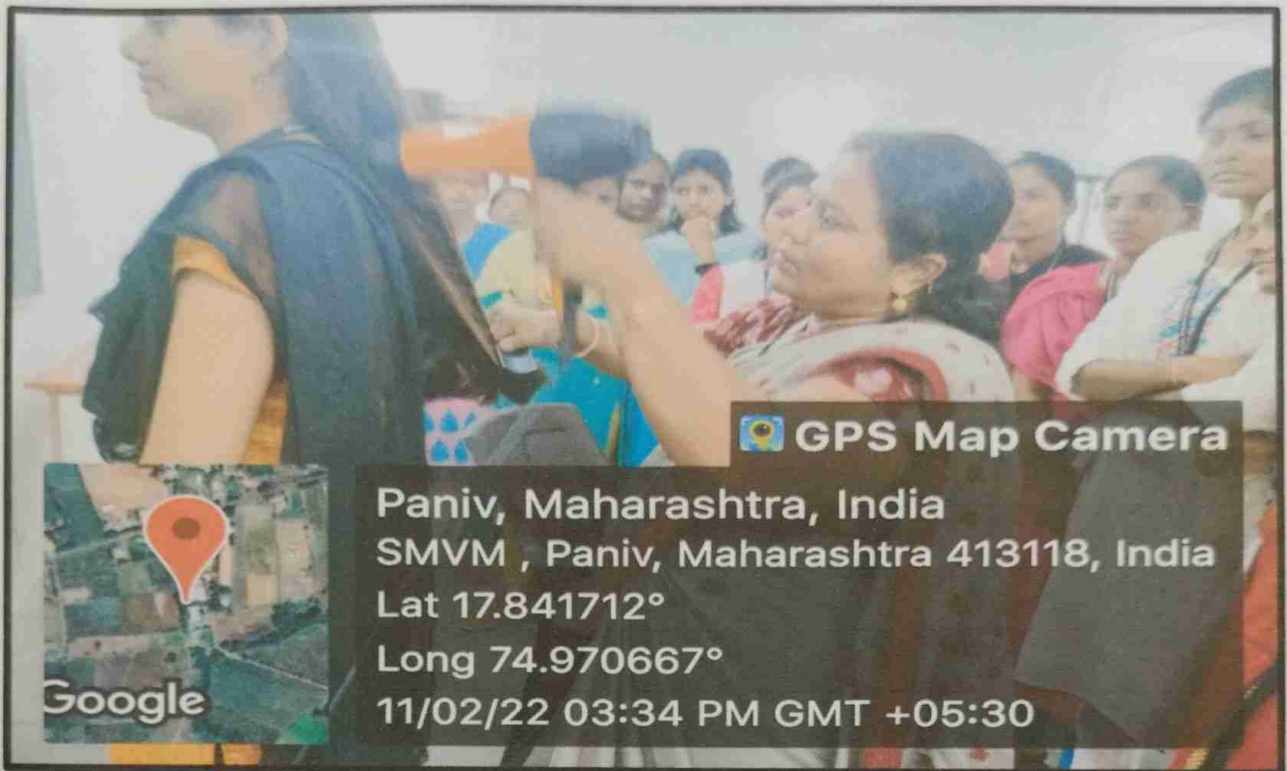 GPS Map Camera
Paniv, Maharashtra, India
SMVM , Paniv, Maharashtra 413118, India
Lat 17.841712°
Long 74.970667°
11/02/22 03:34 PM GMT +05:30
Google